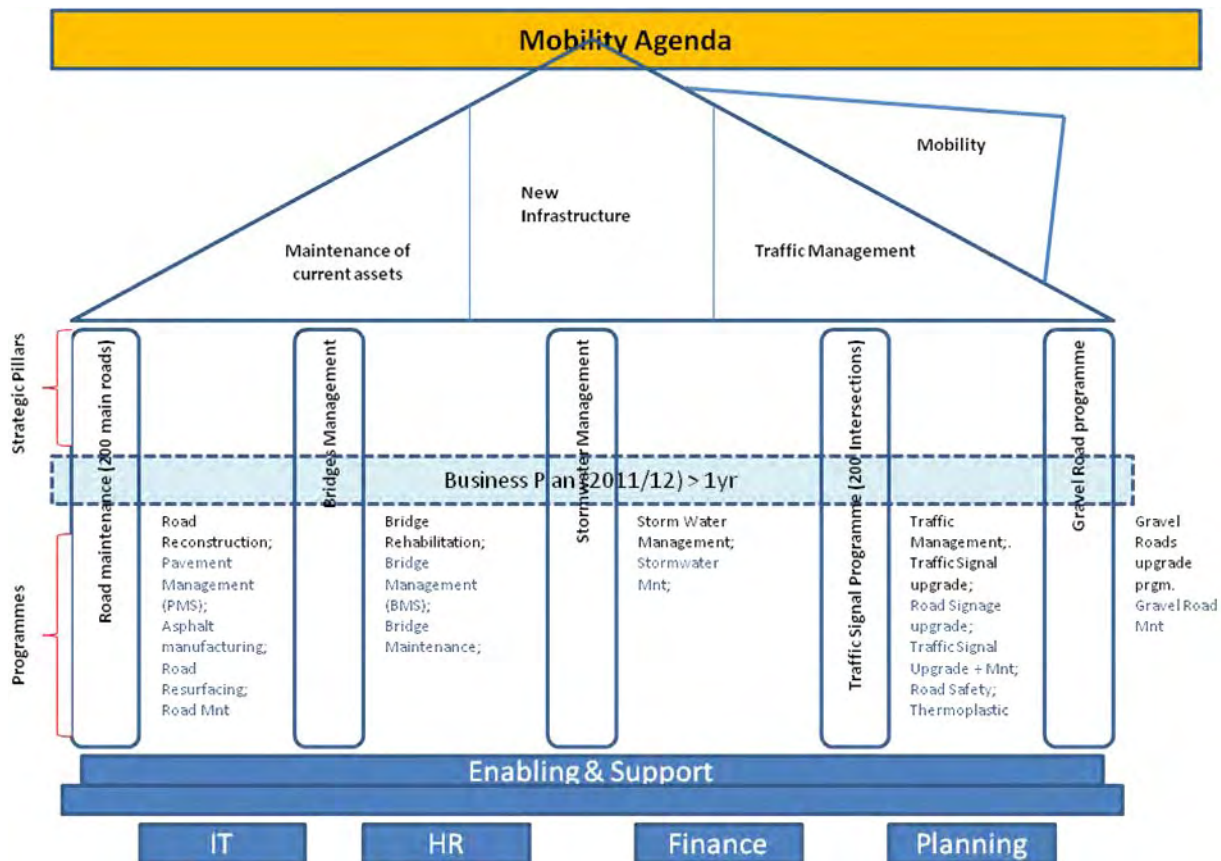 Mobility Agenda
Mobility
New
Infrastructure
Maintenance of
current assets
Traffic Management
Strategic Pillars
Programmes
Road maintenance (200 main roads)
Bridges Management
Stormwater Management
Traffic Signal Programme (200 Intersections)
Gravel Road programme
Business Plan (2011/12) > 1yr
Road
Reconstruction;
Pavement
Management
(PMS);
Asphalt
manufacturing;
Road
Resurfacing;
Road Mnt
Bridge
Rehabilitation;
Bridge
Management
(BMS);
Bridge
Maintenance;
Storm Water
Management;
Stormwater
Mnt;
Traffic
Management;.
Traffic Signal
upgrade;
Road Signage
upgrade;
Traffic Signal
Upgrade + Mnt;
Road Safety;
Thermoplastic
Gravel
Roads
upgrade
prgm.
Gravel Road
Mnt
Enabling & Support
IT
HR
Finance
Planning